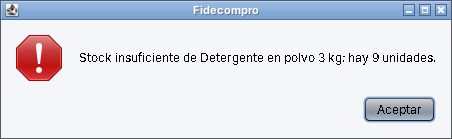 Fidecompro
Stock insuficiente de Detergente en polvo 3 kg; hay 9 unidades.
Aceptar